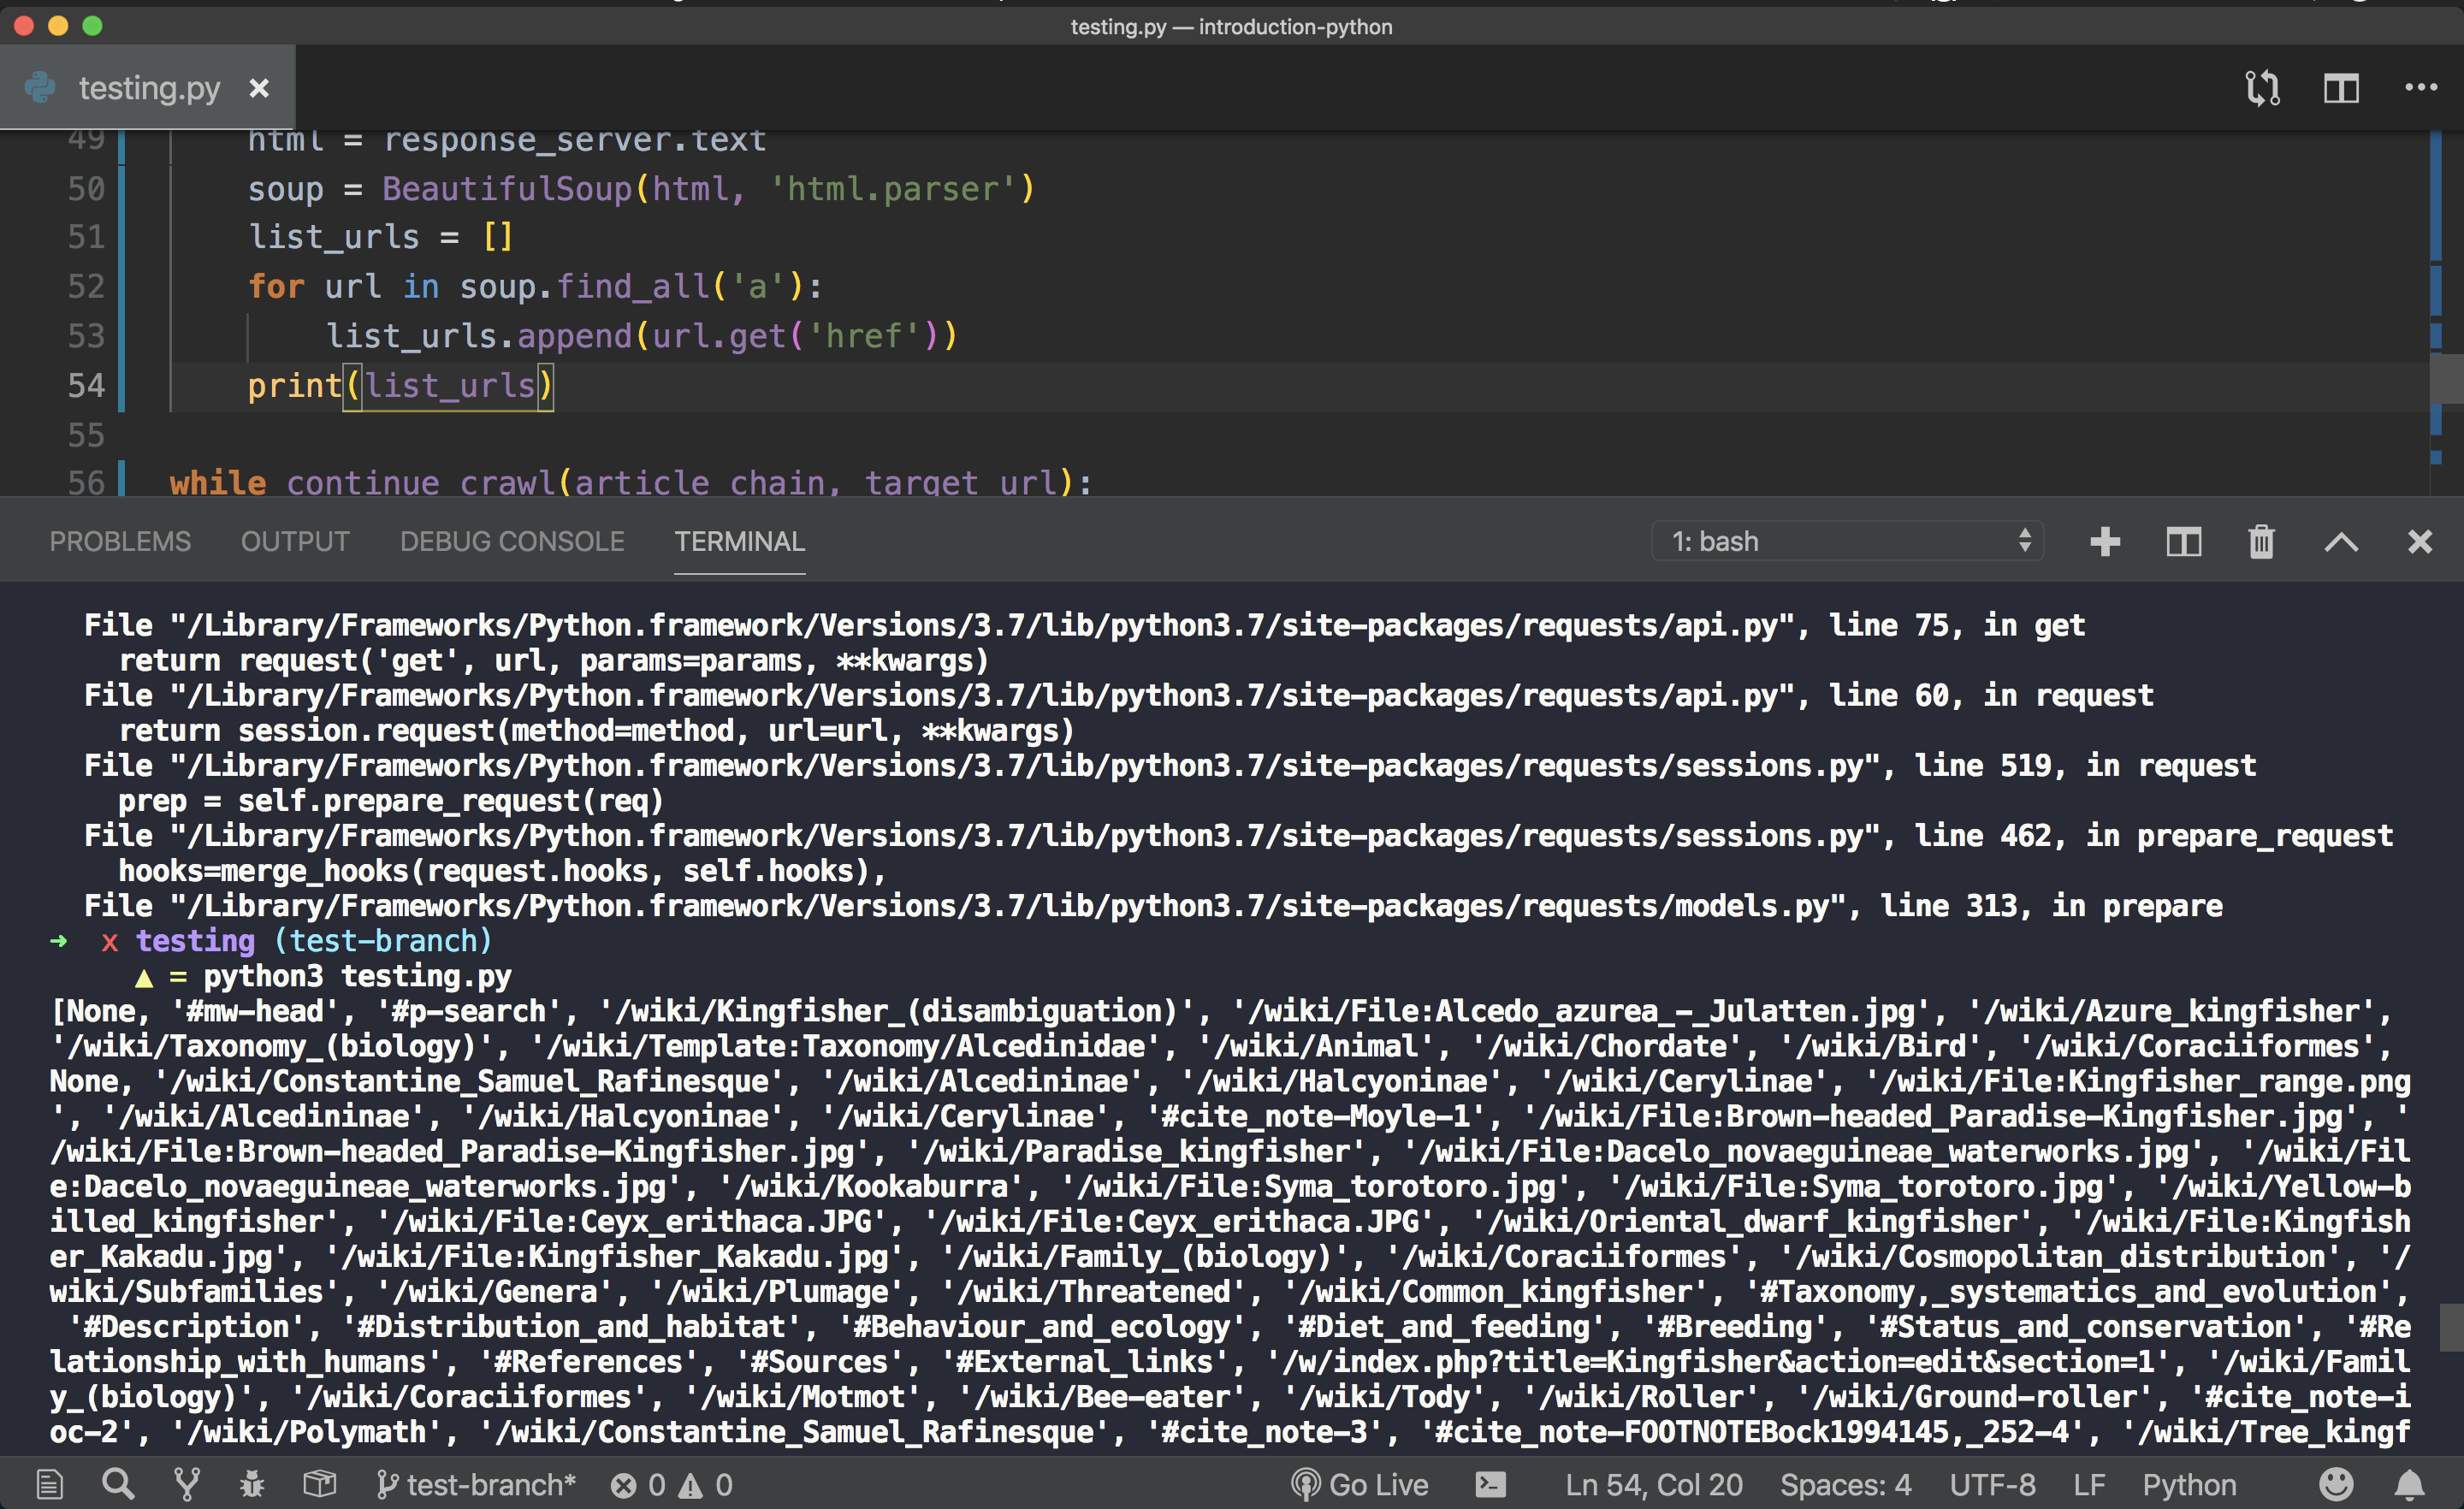 testing.py — introduction-python
testing.py
49 html = response_server.text
50 soup = BeautifulSoup(html, 'html.parser')
51 list_urls = []
52 for url in soup.find_all('a'):
53 list_urls.append(url.get('href'))
54 print(list_urls)
55
56 while continue_crawl(article_chain, target_url):
PROBLEMS OUTPUT DEBUG CONSOLE TERMINAL 1: bash
File "/Library/Frameworks/Python.framework/Versions/3.7/lib/python3.7/site-packages/requests/api.py", line 75, in get
return request('get', url, params=params, **kwargs)
File "/Library/Frameworks/Python.framework/Versions/3.7/lib/python3.7/site-packages/requests/api.py", line 60, in request
return session.request(method=method, url=url, **kwargs)
File "/Library/Frameworks/Python.framework/Versions/3.7/lib/python3.7/site-packages/requests/sessions.py", line 519, in request
prep = self.prepare_request(req)
File "/Library/Frameworks/Python.framework/Versions/3.7/lib/python3.7/site-packages/requests/sessions.py", line 462, in prepare_request
hooks=merge_hooks(request.hooks, self.hooks),
File "/Library/Frameworks/Python.framework/Versions/3.7/lib/python3.7/site-packages/requests/models.py", line 313, in prepare
➜ x testing (test-branch)
▲ = python3 testing.py
[None, '#mw-head', '#p-search', '/wiki/Kingfisher_(disambiguation)', '/wiki/File:Alcedo_azurea_-_Julatten.jpg', '/wiki/Azure_kingfisher',
'/wiki/Taxonomy_(biology)', '/wiki/Template:Taxonomy/Alcedinidae', '/wiki/Animal', '/wiki/Chordate', '/wiki/Bird', '/wiki/Coraciiformes',
None, '/wiki/Constantine_Samuel_Rafinesque', '/wiki/Alcedininae', '/wiki/Halcyoninae', '/wiki/Cerylinae', '/wiki/File:Kingfisher_range.png
', '/wiki/Alcedininae', '/wiki/Halcyoninae', '/wiki/Cerylinae', '#cite_note-Moyle-1', '/wiki/File:Brown-headed_Paradise-Kingfisher.jpg', '
/wiki/File:Brown-headed_Paradise-Kingfisher.jpg', '/wiki/Paradise_kingfisher', '/wiki/File:Dacelo_novaeguineae_waterworks.jpg', '/wiki/Fil
e:Dacelo_novaeguineae_waterworks.jpg', '/wiki/Kookaburra', '/wiki/File:Syma_torotoro.jpg', '/wiki/File:Syma_torotoro.jpg', '/wiki/Yellow-b
illed_kingfisher', '/wiki/File:Ceyx_erithaca.JPG', '/wiki/File:Ceyx_erithaca.JPG', '/wiki/Oriental_dwarf_kingfisher', '/wiki/File:Kingfish
er_Kakadu.jpg', '/wiki/File:Kingfisher_Kakadu.jpg', '/wiki/Family_(biology)', '/wiki/Coraciiformes', '/wiki/Cosmopolitan_distribution', '/
wiki/Subfamilies', '/wiki/Genera', '/wiki/Plumage', '/wiki/Threatened', '/wiki/Common_kingfisher', '#Taxonomy,_systematics_and_evolution',
'#Description', '#Distribution_and_habitat', '#Behaviour_and_ecology', '#Diet_and_feeding', '#Breeding', '#Status_and_conservation', '#Re
lationship_with_humans', '#References', '#Sources', '#External_links', '/w/index.php?title=Kingfisher&action=edit&section=1', '/wiki/Famil
y_(biology)', '/wiki/Coraciiformes', '/wiki/Motmot', '/wiki/Bee-eater', '/wiki/Tody', '/wiki/Roller', '/wiki/Ground-roller', '#cite_note-i
oc-2', '/wiki/Polymath', '/wiki/Constantine_Samuel_Rafinesque', '#cite_note-3', '#cite_note-FOOTNOTEBock1994145,_252-4', '/wiki/Tree_kingf
test-branch* 0 0 Go Live Ln 54, Col 20 Spaces: 4 UTF-8 LF Python